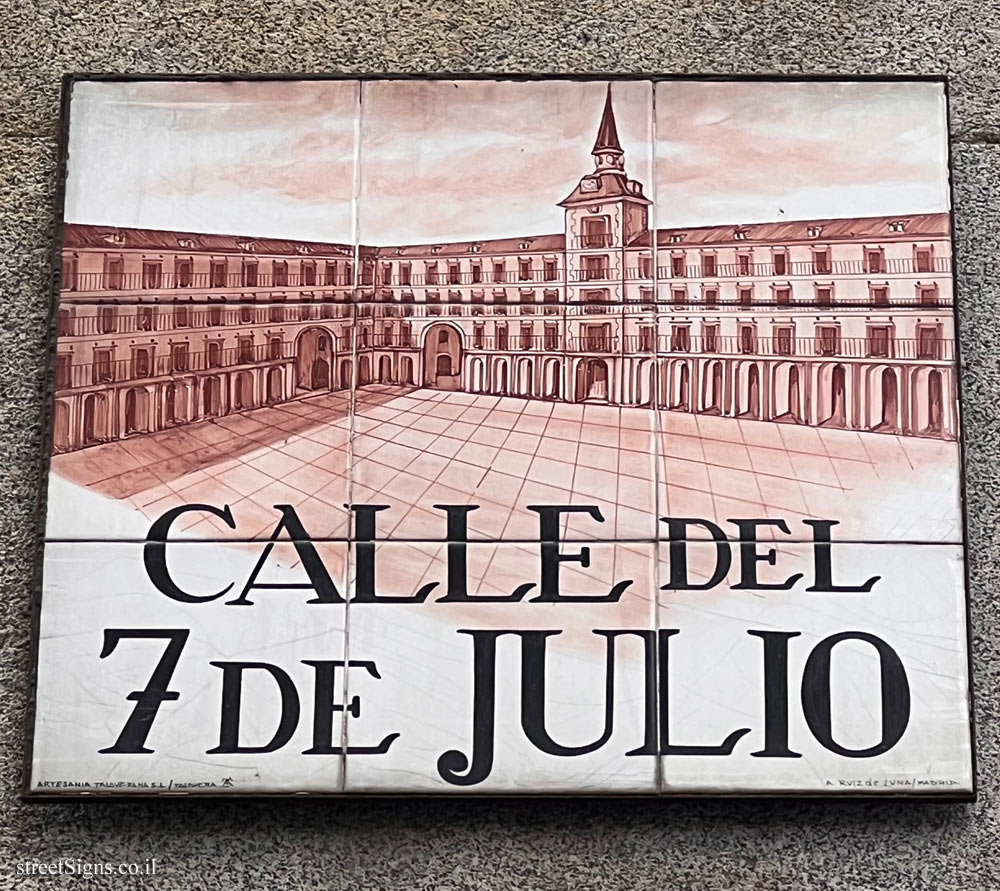 CALLE DEL
7 DE JULIO
ARTESANIA TALAVERANA S.L./TALAVERA
A. RUIZ de LUNA/MADRID
streetSigns.co.il